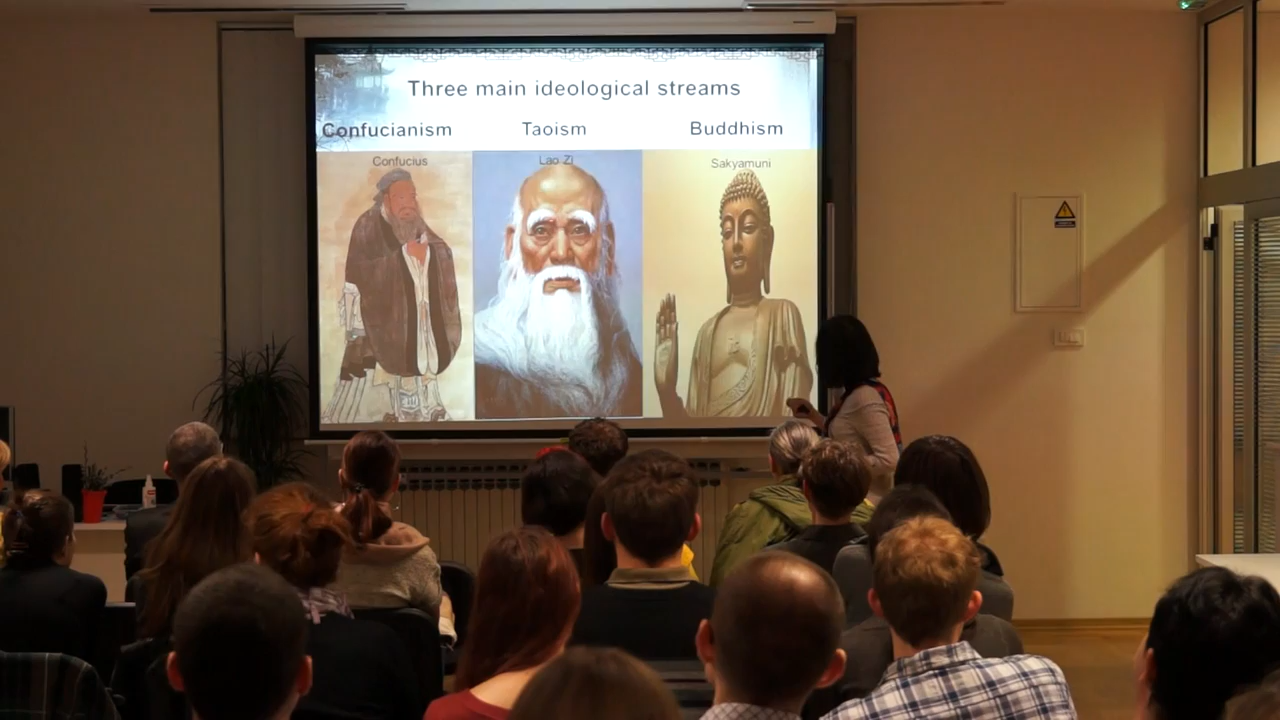 Three main ideological streams
Confucianism Taoism Buddhism
Confucius Lao Zi Sakyamuni